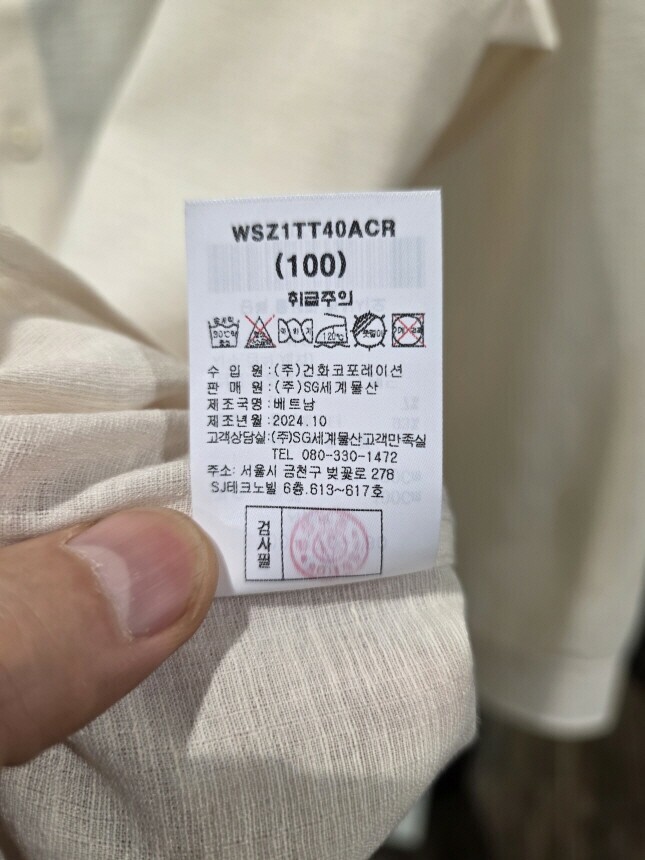 WSZ1TT40ACR
(100)
취급주의
120℃
수 입 원:(주)건화코포레이션
판 매 원:(주)SG세계물산
제조국명:베트남
제조년월:2024.10
고객상담실:(주)SG세계물산고객만족실
TEL 080-330-1472
주소: 서울시 금천구 벚꽃로 278
SJ테크노빌 6층.613~617호
검사필